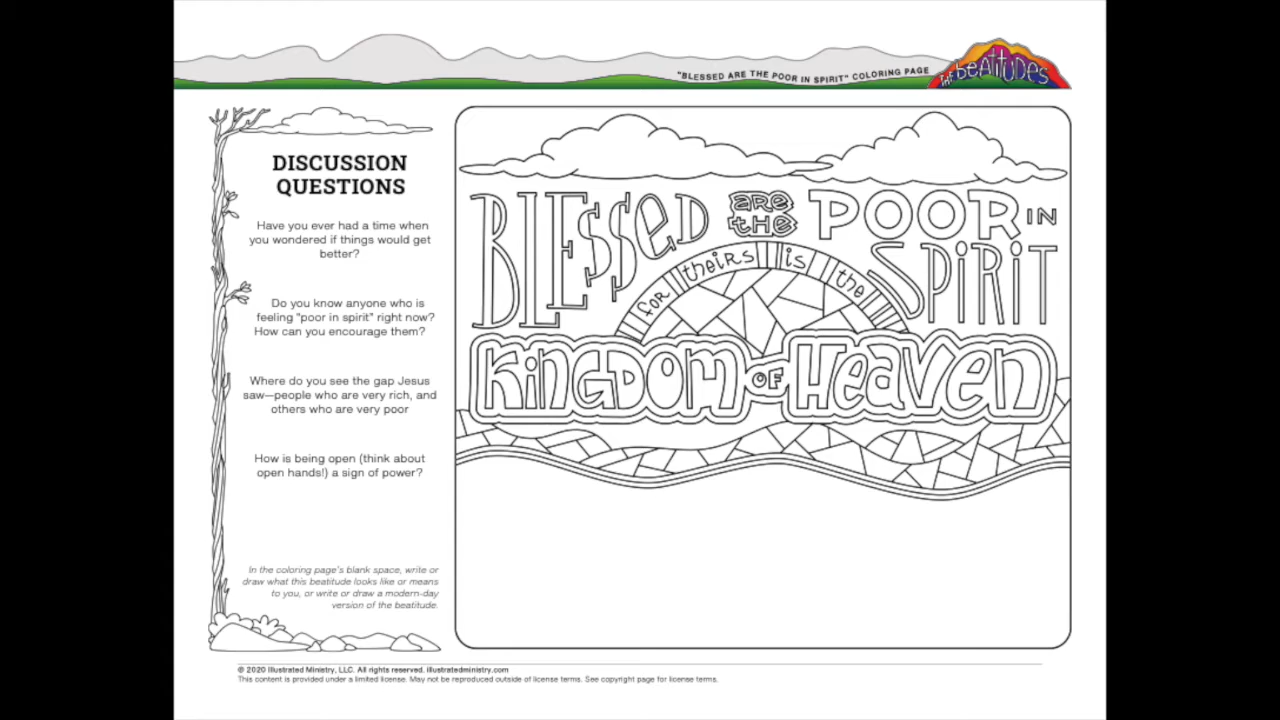 "BLESSED ARE THE POOR IN SPIRIT" COLORING PAGE
THE BEATITUDES
DISCUSSION
QUESTIONS
Have you ever had a time when
you wondered if things would get
better?
Do you know anyone who is
feeling "poor in spirit" right now?
How can you encourage them?
Where do you see the gap Jesus
saw—people who are very rich, and
others who are very poor
How is being open (think about
open hands!) a sign of power?
In the coloring page's blank space, write or
draw what this beatitude looks like or means
to you, or write or draw a modern-day
version of the beatitude.
BLESSED are the POOR IN
SPiRiT
for theirs is the
KiNGDOM OF HeaVen
© 2020 Illustrated Ministry, LLC. All rights reserved. illustratedministry.com
This content is provided under a limited license. May not be reproduced outside of license terms. See copyright page for license terms.